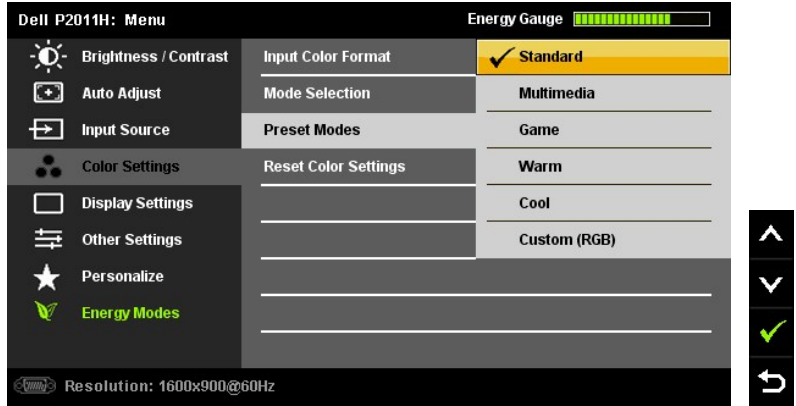 Dell P2011H: Menu
Energy Gauge
Brightness / Contrast
Auto Adjust
Input Source
Color Settings
Display Settings
Other Settings
Personalize
Energy Modes
Input Color Format
Mode Selection
Preset Modes
Reset Color Settings
Standard
Multimedia
Game
Warm
Cool
Custom (RGB)
Resolution: 1600x900@60Hz